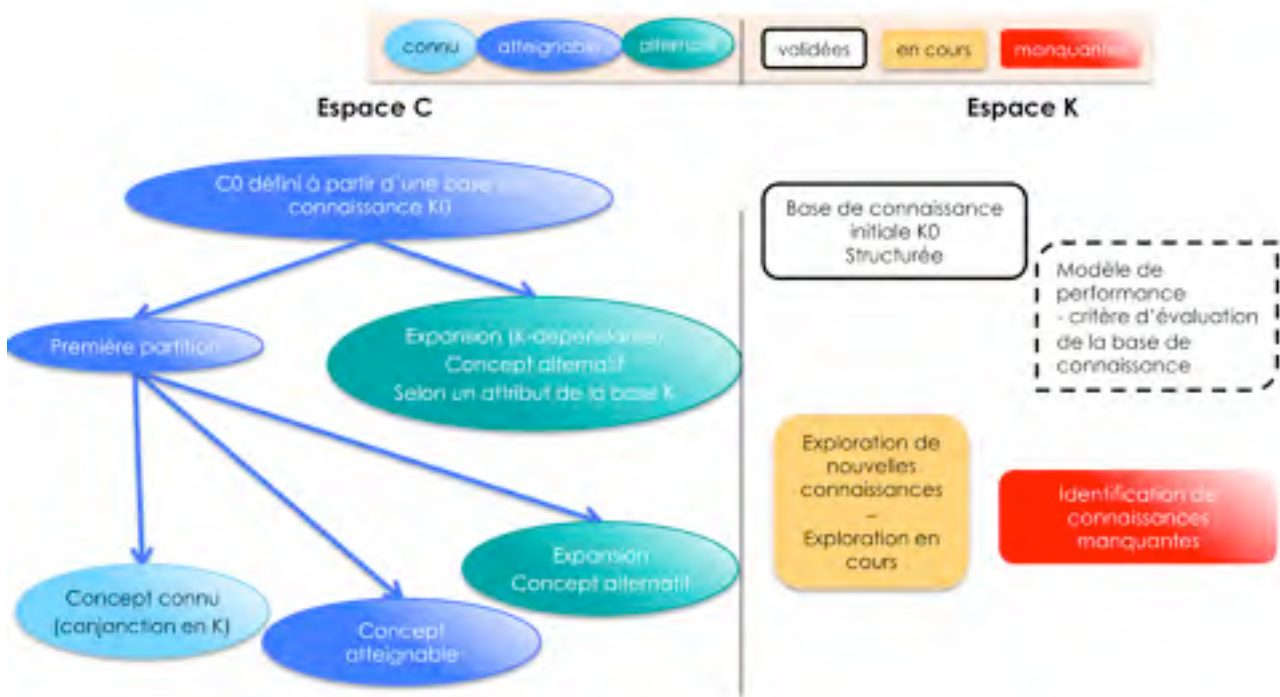 connu atteignable alternatif validées en cours manquantes
Espace C Espace K
C0 défini à partir d'une base
connaissance K0
Base de connaissance
initiale K0
Structurée
Modèle de
performance
- critère d'évaluation
de la base de
connaissance
Première partition
Expansion (K-dépendante)
Concept alternatif
Selon un attribut de la base K
Exploration de
nouvelles
connaissances
–
Exploration en
cours
Identification de
connaissances
manquantes
Expansion
Concept alternatif
Concept connu
(conjonction en K)
Concept
atteignable